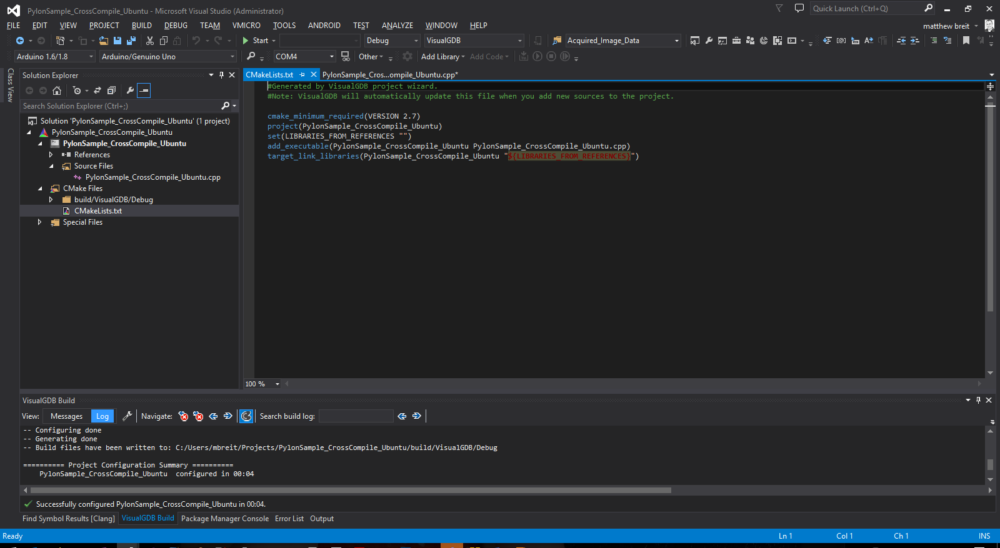 PylonSample_CrossCompile_Ubuntu - Microsoft Visual Studio (Administrator)
Quick Launch (Ctrl+Q)
FILE EDIT VIEW PROJECT BUILD DEBUG TEAM VMICRO TOOLS ANDROID TEST ANALYZE WINDOW HELP
matthew breit
Start Debug VisualGDB Acquired_Image_Data
Arduino 1.6/1.8 Arduino/Genuino Uno COM4 Other Add Library Add Code
Class View
Solution Explorer
Search Solution Explorer (Ctrl+;)
Solution 'PylonSample_CrossCompile_Ubuntu' (1 project)
PylonSample_CrossCompile_Ubuntu
PylonSample_CrossCompile_Ubuntu
References
Source Files
PylonSample_CrossCompile_Ubuntu.cpp
CMake Files
build/VisualGDB/Debug
CMakeLists.txt
Special Files
CMakeLists.txt PylonSample_Cros...ompile_Ubuntu.cpp*
#Generated by VisualGDB project wizard.
#Note: VisualGDB will automatically update this file when you add new sources to the project.
cmake_minimum_required(VERSION 2.7)
project(PylonSample_CrossCompile_Ubuntu)
set(LIBRARIES_FROM_REFERENCES "")
add_executable(PylonSample_CrossCompile_Ubuntu PylonSample_CrossCompile_Ubuntu.cpp)
target_link_libraries(PylonSample_CrossCompile_Ubuntu "${LIBRARIES_FROM_REFERENCES}")
100 %
VisualGDB Build
View: Messages Log Navigate: Search build log:
-- Configuring done
-- Generating done
-- Build files have been written to: C:/Users/mbreit/Projects/PylonSample_CrossCompile_Ubuntu/build/VisualGDB/Debug
========== Project Configuration Summary ==========
PylonSample_CrossCompile_Ubuntu configured in 00:04
Successfully configured PylonSample_CrossCompile_Ubuntu in 00:04.
Find Symbol Results [Clang] VisualGDB Build Package Manager Console Error List Output
Ready Ln 1 Col 1 Ch 1 INS